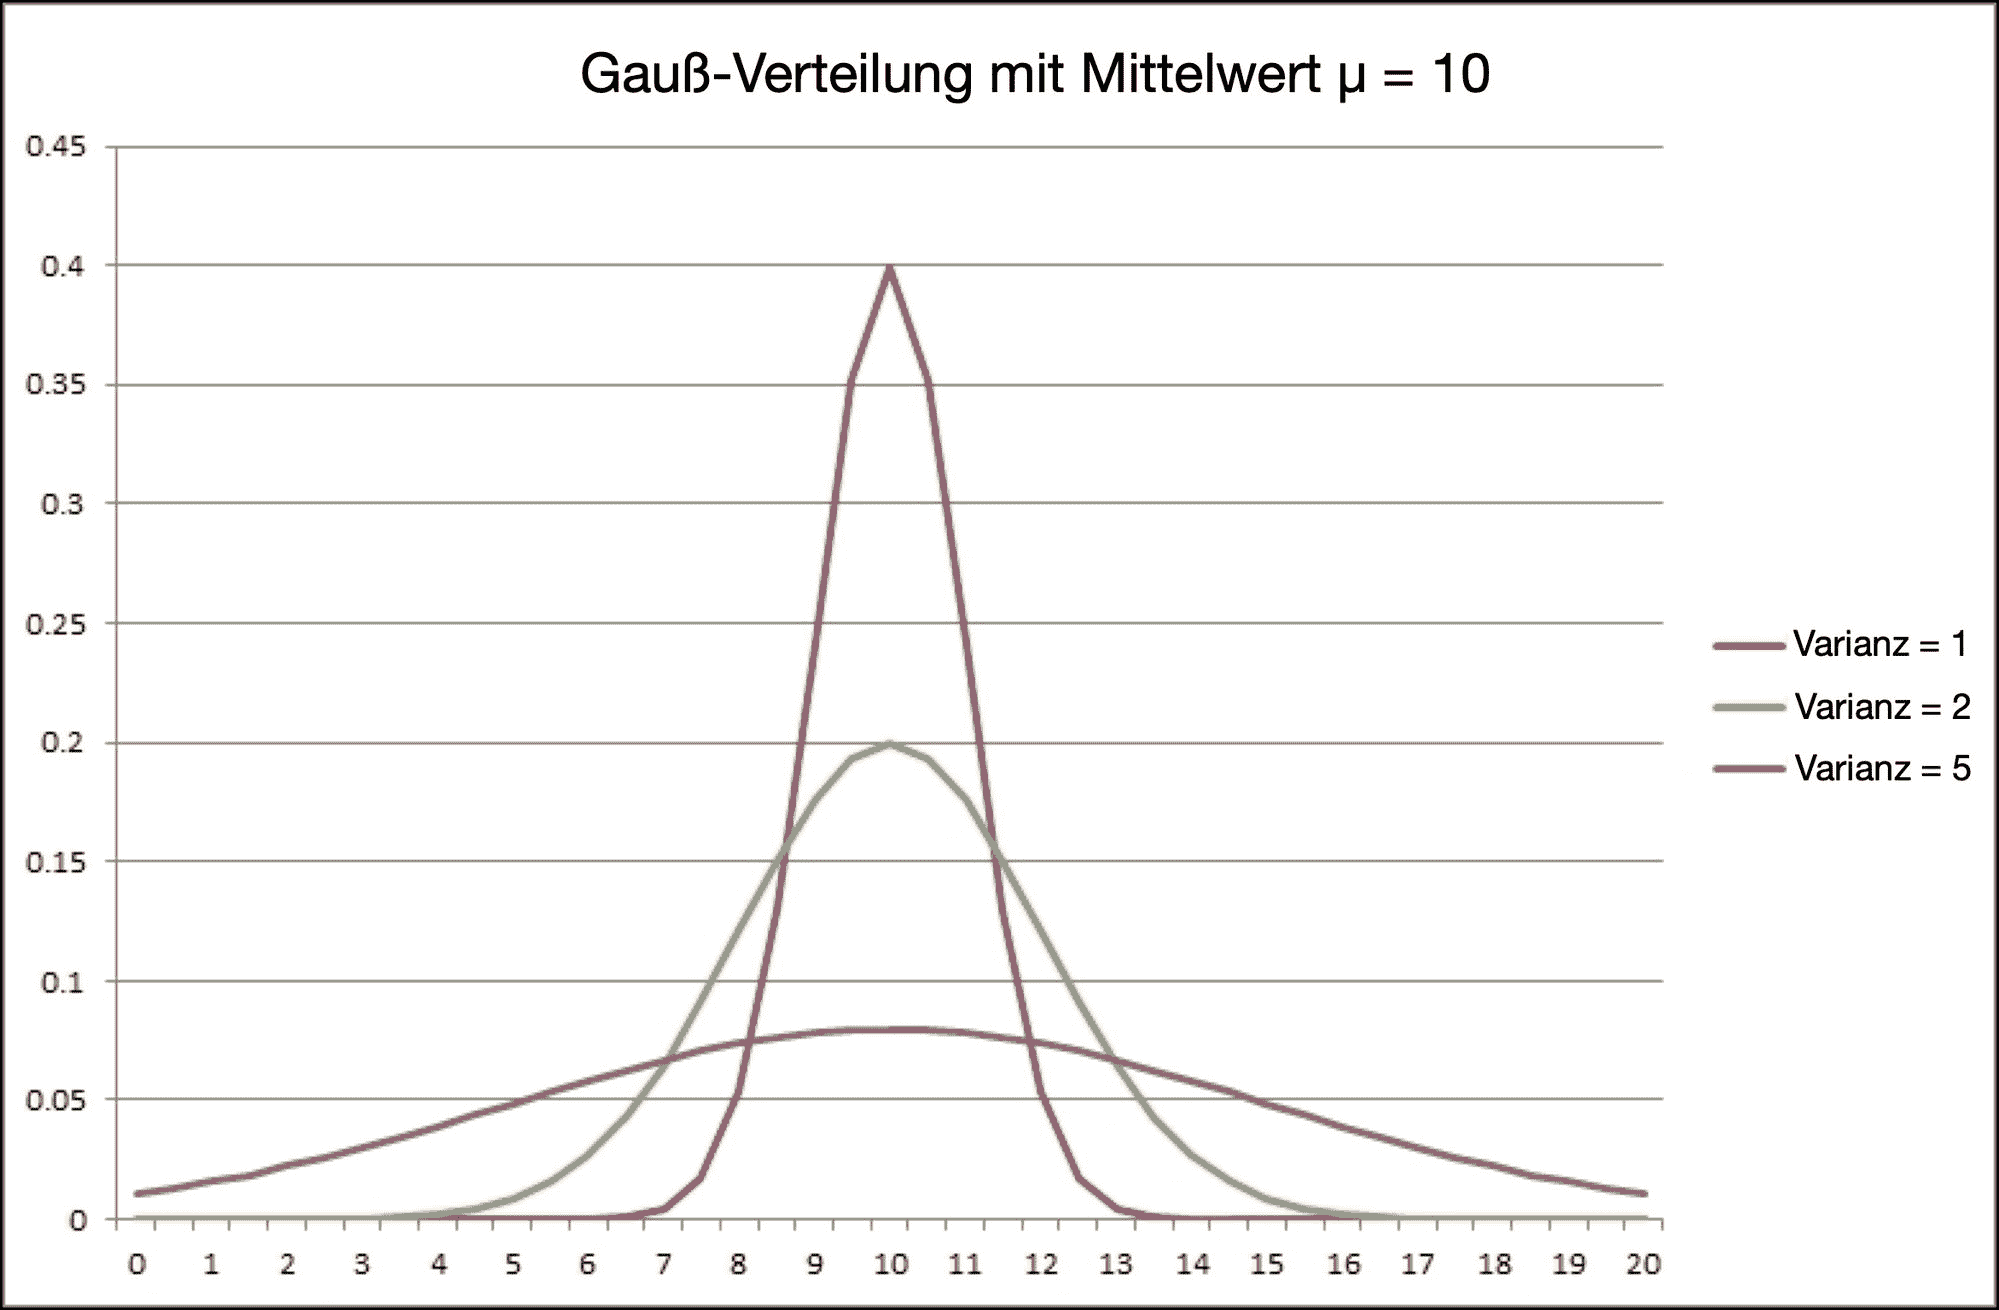 Gauß-Verteilung mit Mittelwert µ = 10
0.45
0.4
0.35
0.3
0.25
0.2
0.15
0.1
0.05
0
0 1 2 3 4 5 6 7 8 9 10 11 12 13 14 15 16 17 18 19 20
Varianz = 1
Varianz = 2
Varianz = 5